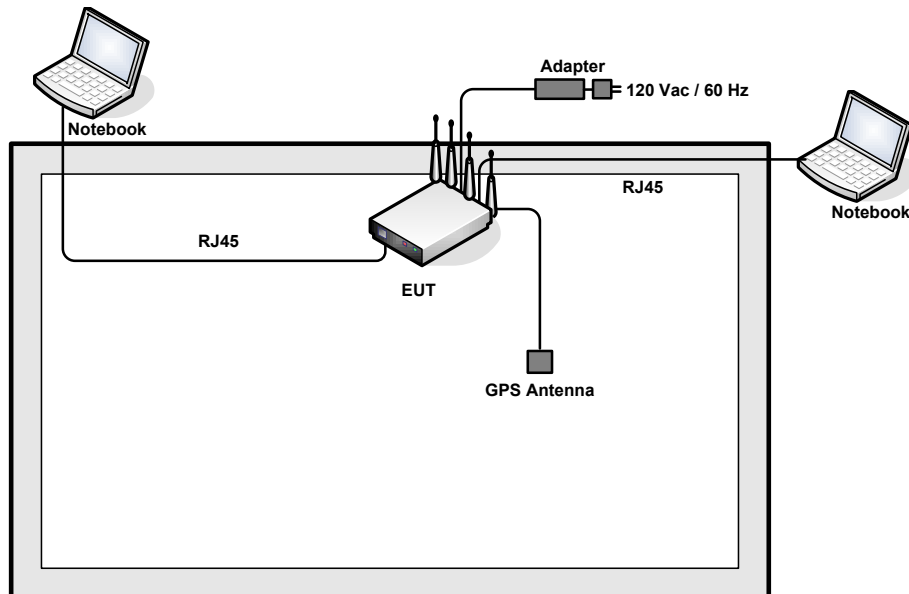 Adapter
120 Vac / 60 Hz
Notebook
RJ45
Notebook
RJ45
EUT
GPS Antenna